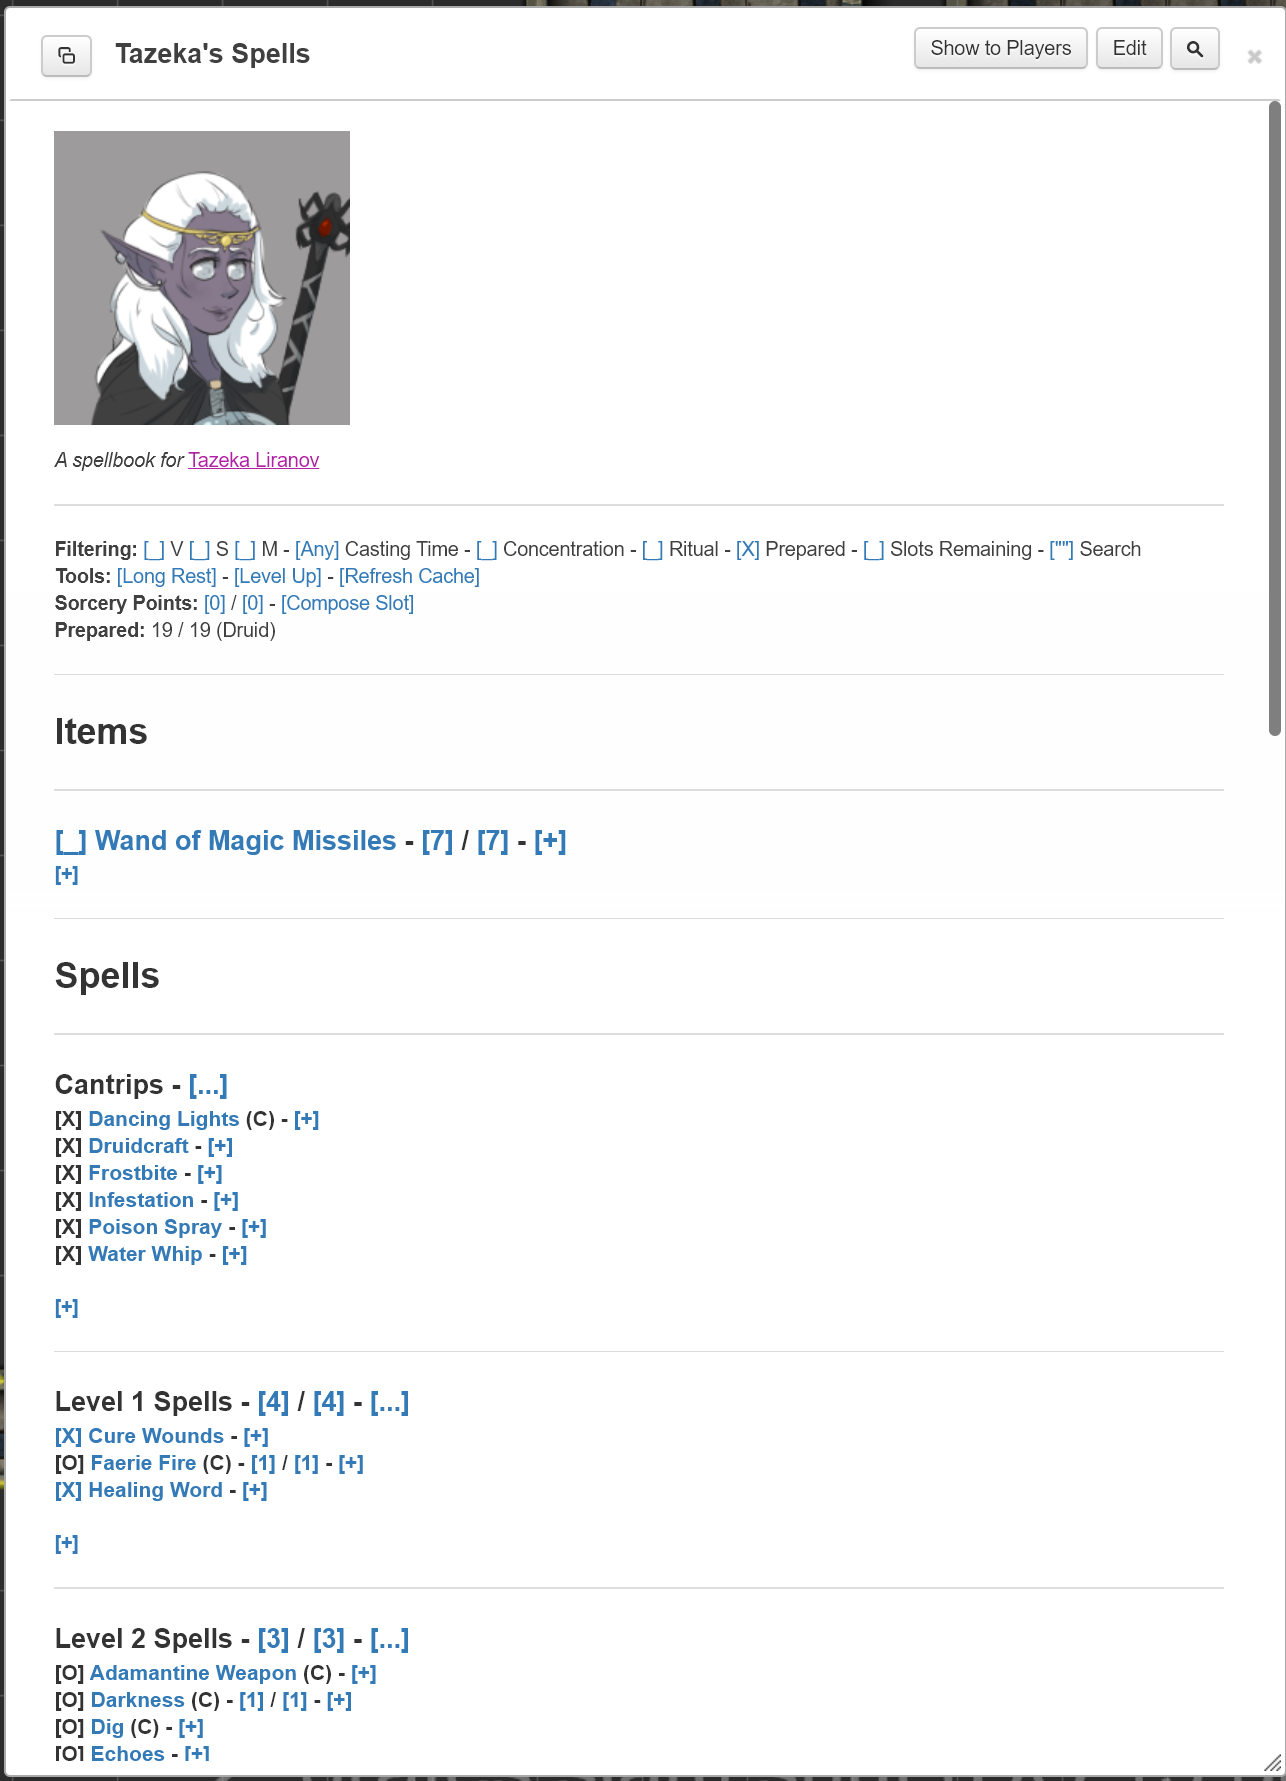 Tazeka's Spells
Show to Players
Edit
A spellbook for Tazeka Liranov
Filtering: [_] V [_] S [_] M - [Any] Casting Time - [_] Concentration - [_] Ritual - [X] Prepared - [_] Slots Remaining - [""] Search
Tools: [Long Rest] - [Level Up] - [Refresh Cache]
Sorcery Points: [0] / [0] - [Compose Slot]
Prepared: 19 / 19 (Druid)
Items
[_] Wand of Magic Missiles - [7] / [7] - [+]
[+]
Spells
Cantrips - [...]
[X] Dancing Lights (C) - [+]
[X] Druidcraft - [+]
[X] Frostbite - [+]
[X] Infestation - [+]
[X] Poison Spray - [+]
[X] Water Whip - [+]
[+]
Level 1 Spells - [4] / [4] - [...]
[X] Cure Wounds - [+]
[O] Faerie Fire (C) - [1] / [1] - [+]
[X] Healing Word - [+]
[+]
Level 2 Spells - [3] / [3] - [...]
[O] Adamantine Weapon (C) - [+]
[O] Darkness (C) - [1] / [1] - [+]
[O] Dig (C) - [+]
[O] Echoes - [+]